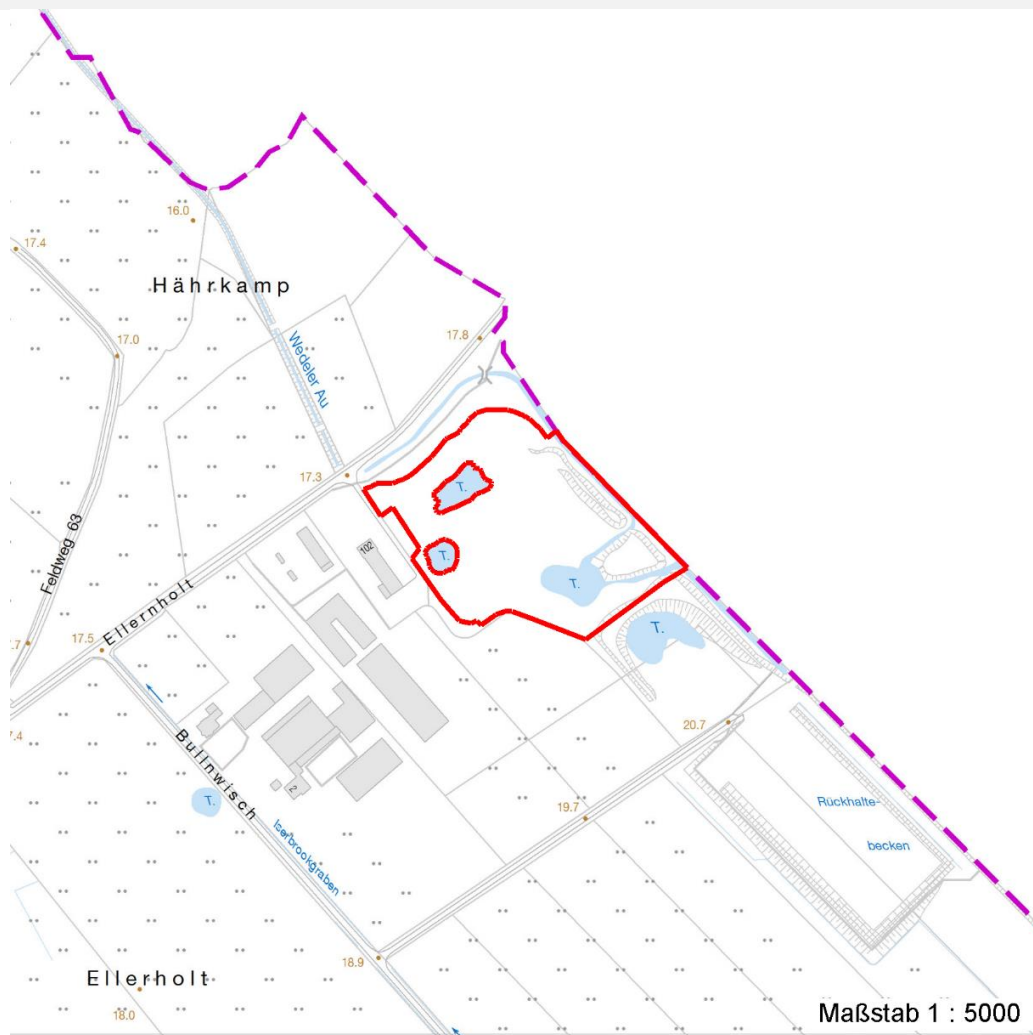 16.0
17.4
Hährkamp
17.0
17.8
Wedeler Au
17.3
T.
102
T.
Feldweg 63
T.
Ellernholt
T.
17.5
20.7
Bullnwisch
2
T.
Rückhalte-
19.7
becken
Iserbrookgraben
18.9
Ellerholt
18.0
Maßstab 1 : 5000